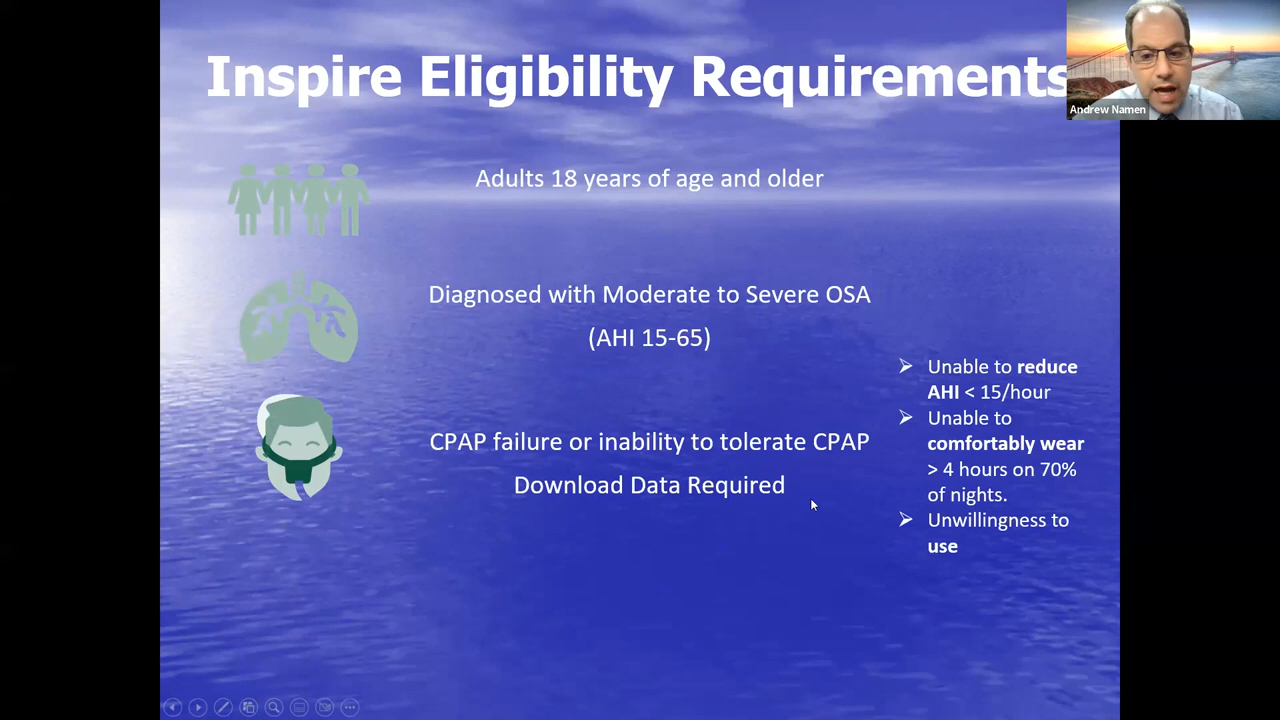 Inspire Eligibility Requirements
Andrew Namen
Adults 18 years of age and older
Diagnosed with Moderate to Severe OSA
(AHI 15-65)
CPAP failure or inability to tolerate CPAP
Download Data Required
Unable to reduce
AHI < 15/hour
Unable to
comfortably wear
> 4 hours on 70%
of nights.
Unwillingness to
use